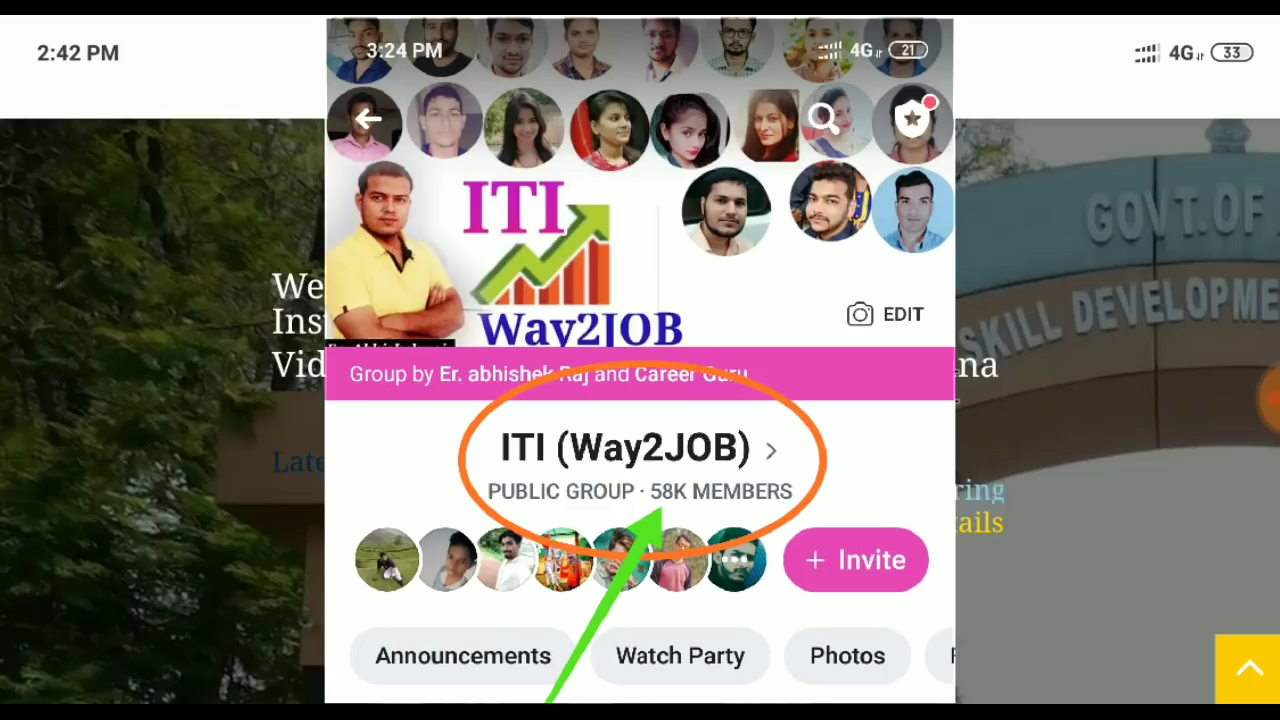 2:42 PM
4G 33
3:24 PM
4G 21
ITI
Way2JOB
EDIT
GOVT.OF
SKILL DEVELOPME
We
Ins
Vid
na
Group by Er. abhishek Raj and Career Guru
ITI (Way2JOB) >
PUBLIC GROUP · 58K MEMBERS
Late
ring
ails
+ Invite
Announcements
Watch Party
Photos